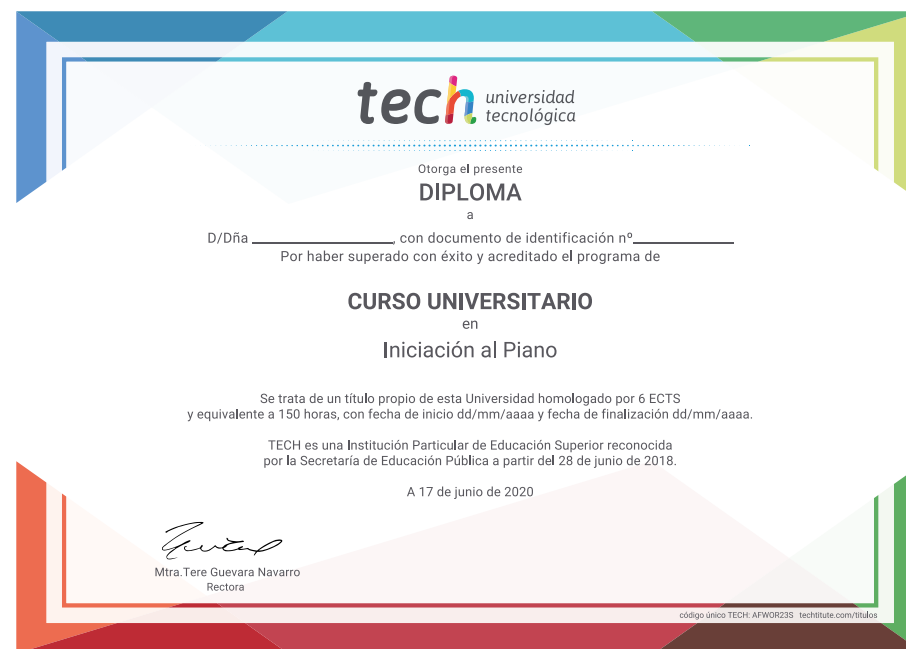 tech universidad
tecnológica
Otorga el presente
DIPLOMA
a
D/Dña ____________________, con documento de identificación nº______________
Por haber superado con éxito y acreditado el programa de
CURSO UNIVERSITARIO
en
Iniciación al Piano
Se trata de un título propio de esta Universidad homologado por 6 ECTS
y equivalente a 150 horas, con fecha de inicio dd/mm/aaaa y fecha de finalización dd/mm/aaaa.
TECH es una Institución Particular de Educación Superior reconocida
por la Secretaría de Educación Pública a partir del 28 de junio de 2018.
A 17 de junio de 2020
Mtra.Tere Guevara Navarro
Rectora
código único TECH: AFWOR23S techtitute.com/titulos